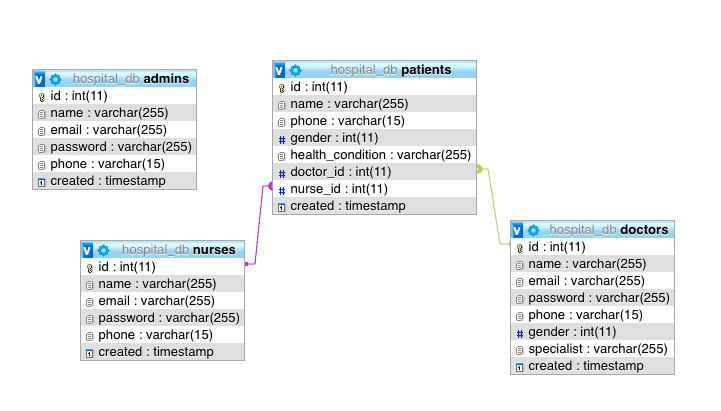 hospital_db admins
id : int(11)
name : varchar(255)
email : varchar(255)
password : varchar(255)
phone : varchar(15)
created : timestamp
hospital_db patients
id : int(11)
name : varchar(255)
phone : varchar(15)
gender : int(11)
health_condition : varchar(255)
doctor_id : int(11)
nurse_id : int(11)
created : timestamp
hospital_db nurses
id : int(11)
name : varchar(255)
email : varchar(255)
password : varchar(255)
phone : varchar(15)
created : timestamp
hospital_db doctors
id : int(11)
name : varchar(255)
email : varchar(255)
password : varchar(255)
phone : varchar(15)
gender : int(11)
specialist : varchar(255)
created : timestamp